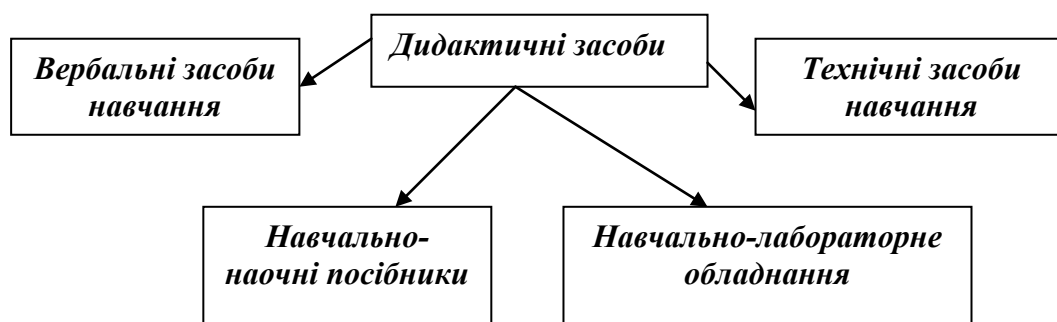 Дидактичні засоби
Вербальні засоби
навчання
Технічні засоби
навчання
Навчально-
наочні посібники
Навчально-лабораторне
обладнання